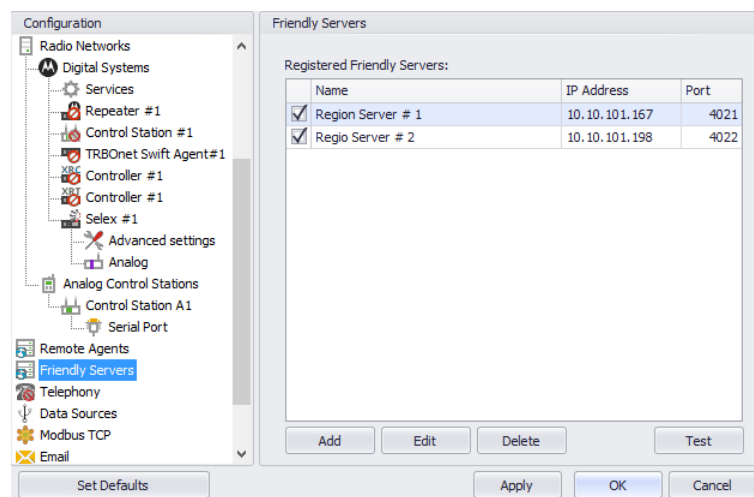 Configuration
Radio Networks
Digital Systems
Services
Repeater #1
Control Station #1
TRBOnet Swift Agent#1
XRC
Controller #1
XRT
Controller #1
Selex #1
Advanced settings
Analog
Analog Control Stations
Control Station A1
Serial Port
Remote Agents
Friendly Servers
Telephony
Data Sources
Modbus TCP
Email
Set Defaults
Friendly Servers
Registered Friendly Servers:
Name IP Address Port
Region Server # 1 10.10.101.167 4021
Regio Server # 2 10.10.101.198 4022
Add Edit Delete Test
Apply OK Cancel